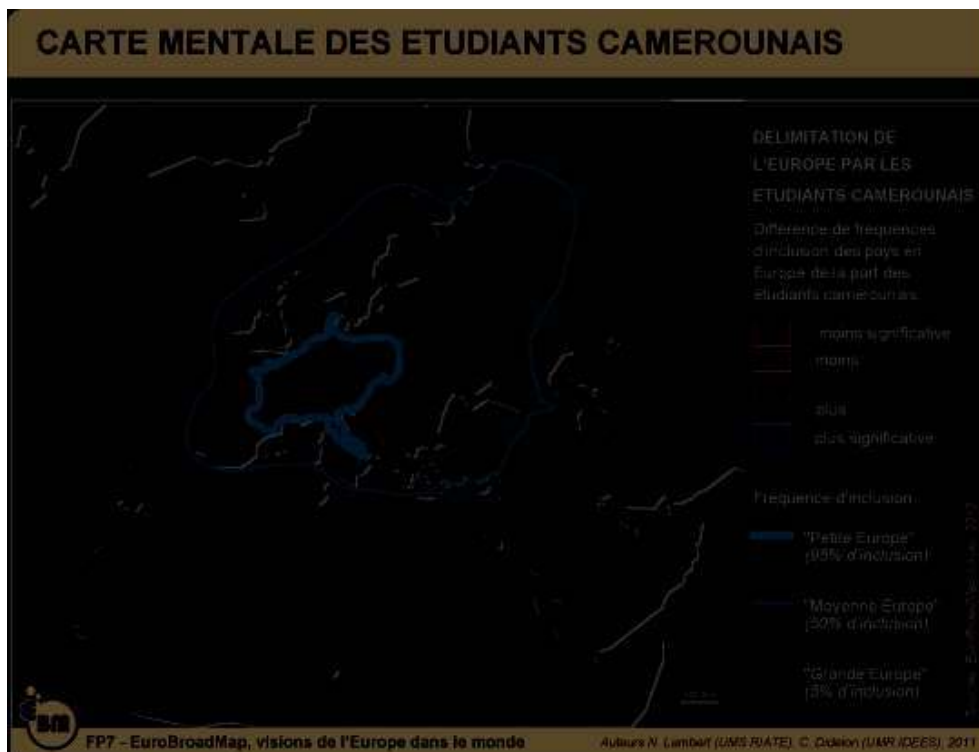 CARTE MENTALE DES ETUDIANTS CAMEROUNAIS
DELIMITATION DE
L'EUROPE PAR LES
ETUDIANTS CAMEROUNAIS
Différence de fréquences
d'inclusion des pays en
Europe de la part des
étudiants camerounais
moins significative
moins
plus
plus significative
Fréquence d'inclusion
"Petite Europe"
(95% d'inclusion)
"Moyenne Europe"
(50% d'inclusion)
"Grande Europe"
(5% d'inclusion)
BM
FP7 - EuroBroadMap, visions de l'Europe dans le monde
Auteurs N. Lambert (UMS RIATE), C. Didelon (UMR IDEES), 2011